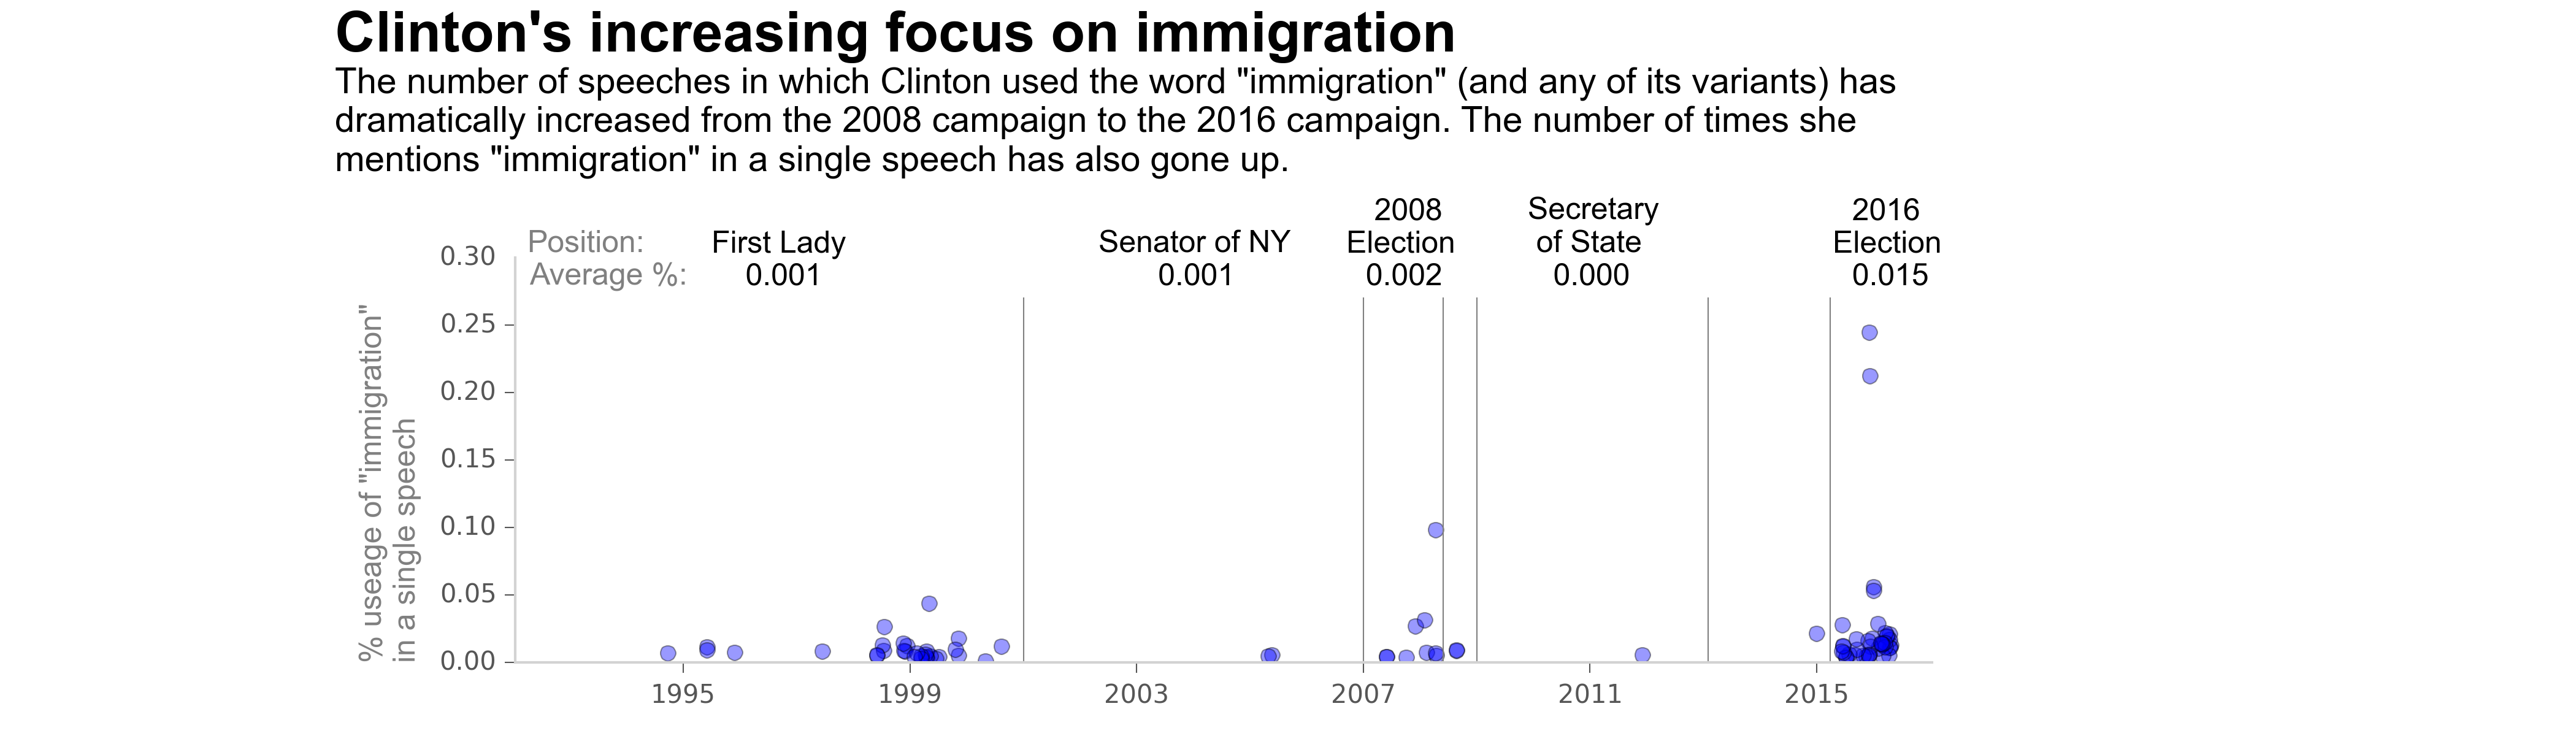 Clinton's increasing focus on immigration
The number of speeches in which Clinton used the word "immigration" (and any of its variants) has
dramatically increased from the 2008 campaign to the 2016 campaign. The number of times she
mentions "immigration" in a single speech has also gone up.
Position:
Average %:
First Lady
0.001
Senator of NY
0.001
2008
Election
0.002
Secretary
of State
0.000
2016
Election
0.015
% useage of "immigration"
in a single speech
0.30
0.25
0.20
0.15
0.10
0.05
0.00
1995
1999
2003
2007
2011
2015